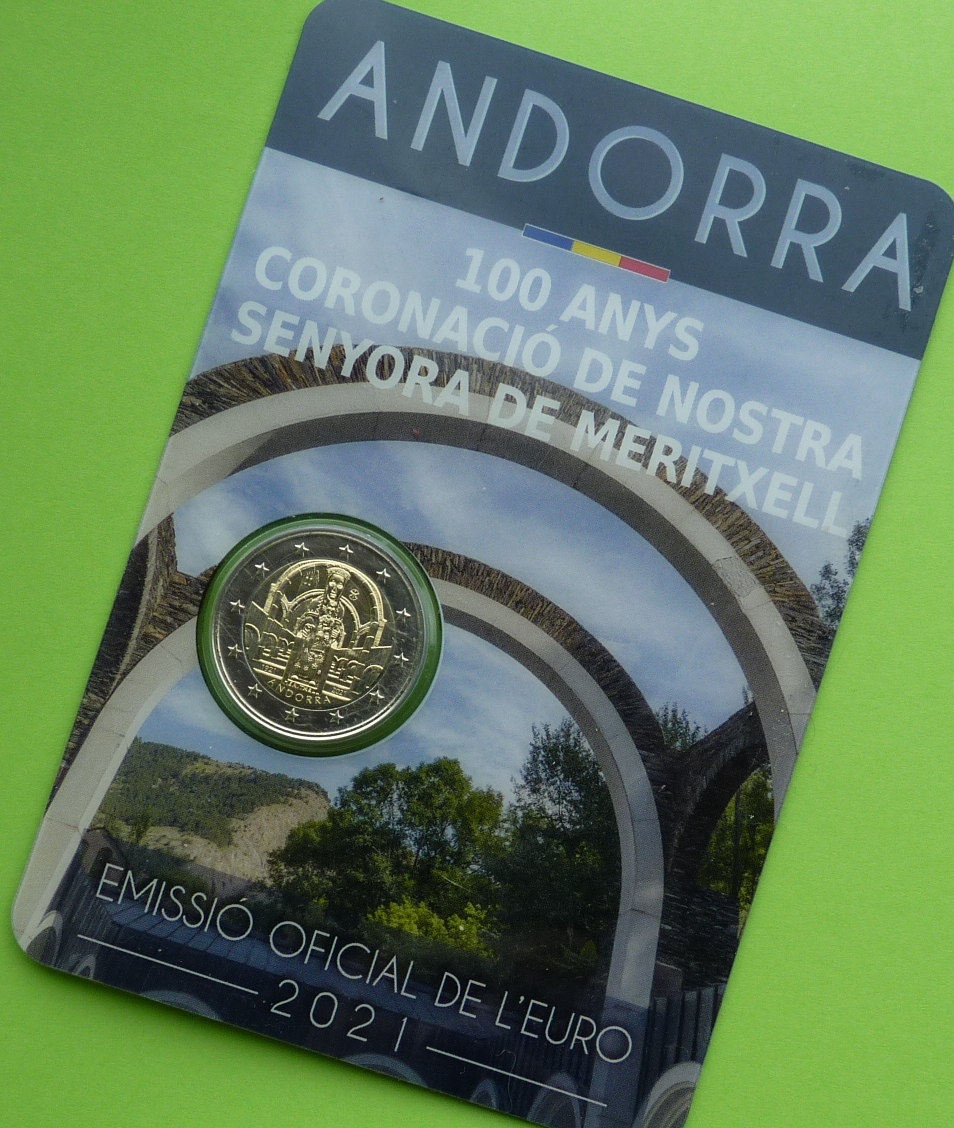 ANDORRA
100 ANYS
CORONACIÓ DE NOSTRA
SENYORA DE MERITXELL
ANDORRA
EMISSIÓ OFICIAL DE L'EURO
2021